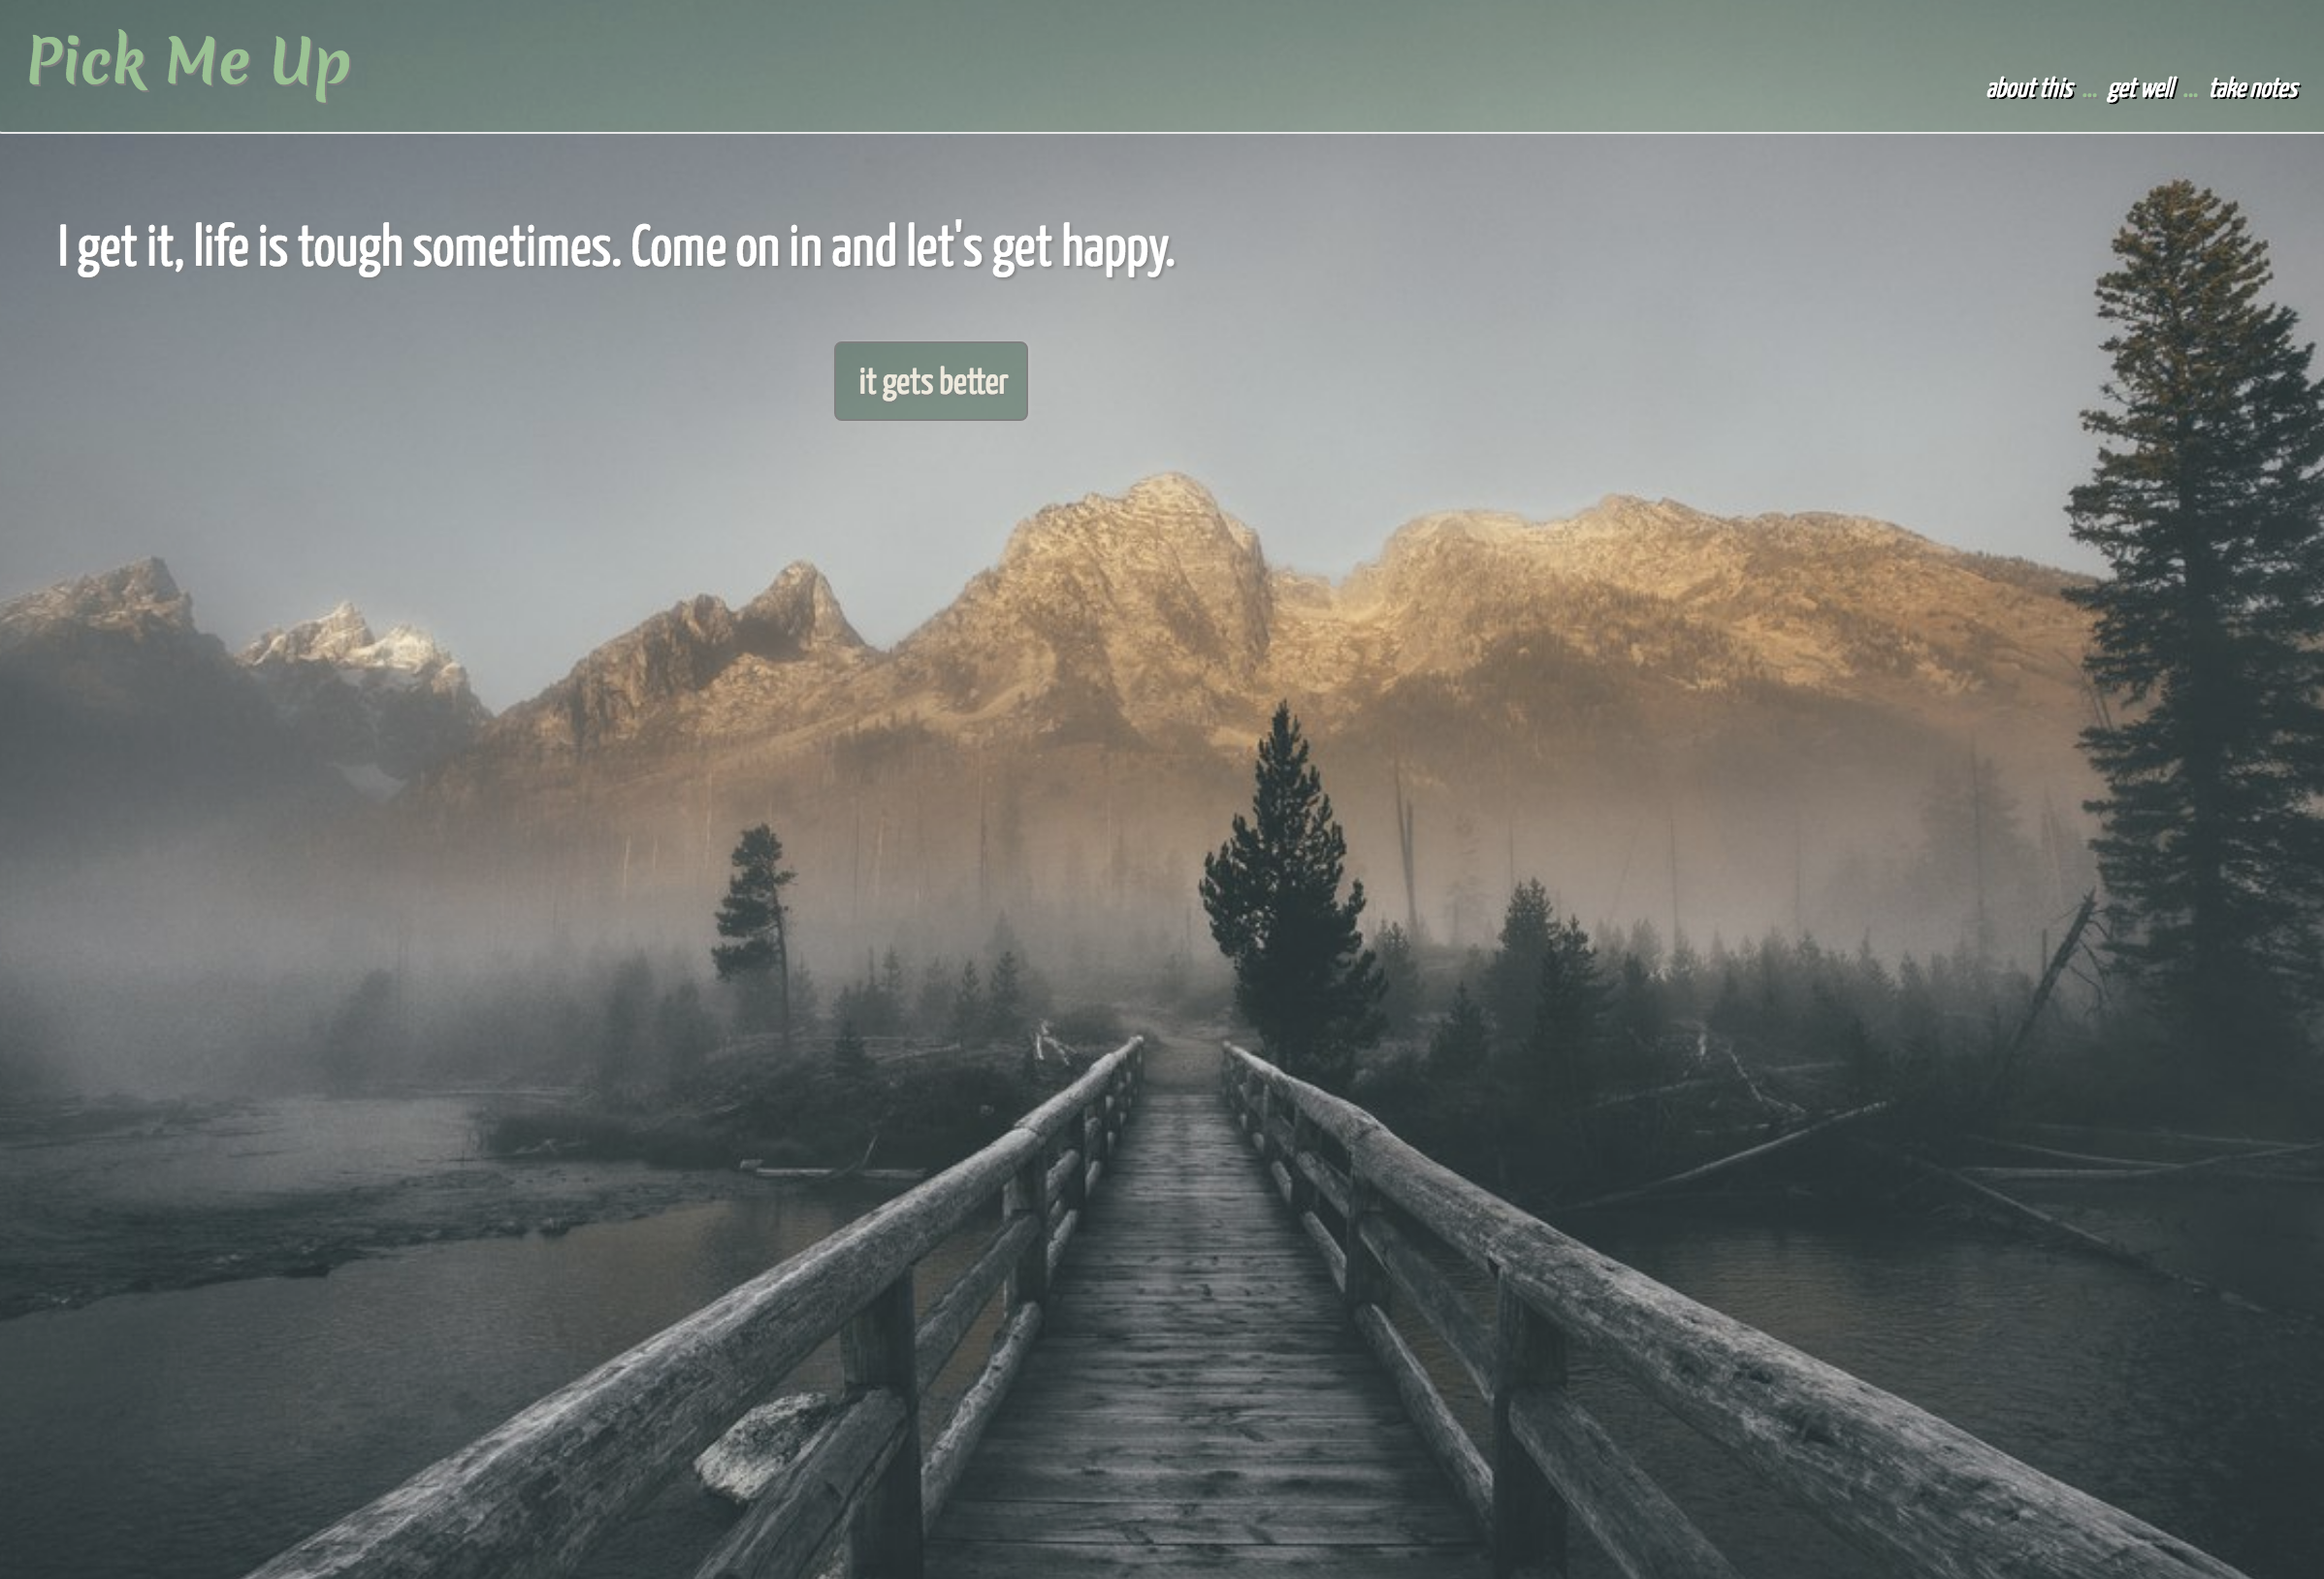 Pick Me Up
about this ... get well ... take notes
I get it, life is tough sometimes. Come on in and let's get happy.
it gets better